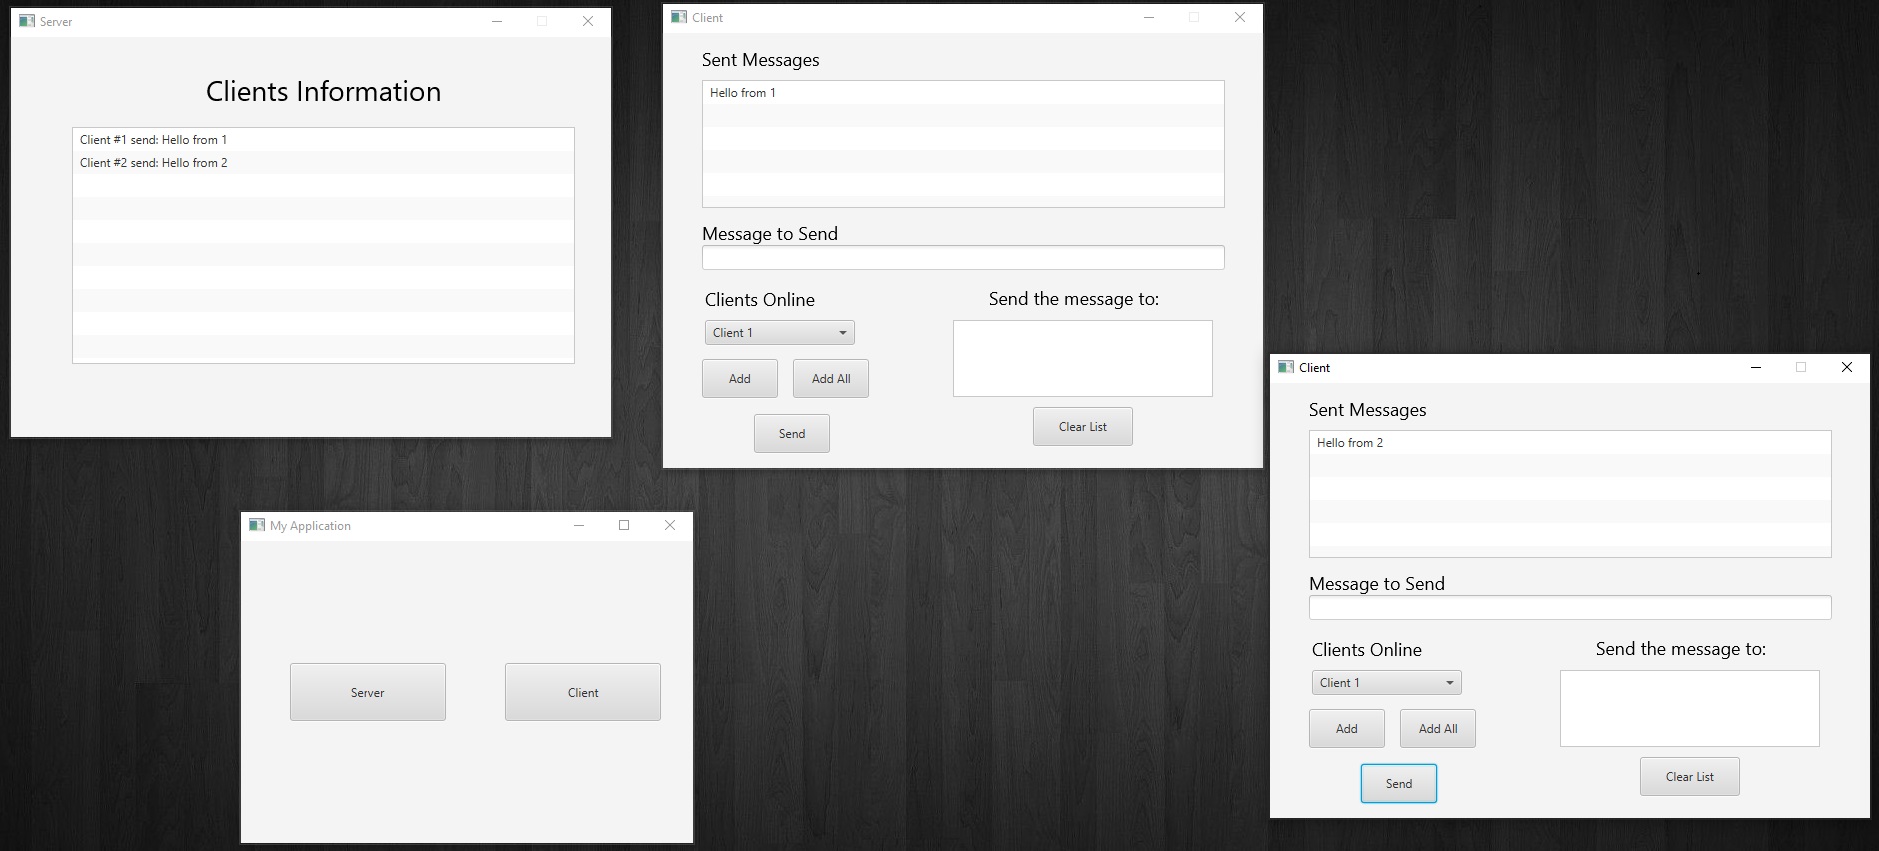 Server
Clients Information
Client #1 send: Hello from 1
Client #2 send: Hello from 2
Client
Sent Messages
Hello from 1
Message to Send
Clients Online
Send the message to:
Client 1
Add
Add All
Send
Clear List
My Application
Server
Client
Client
Sent Messages
Hello from 2
Message to Send
Clients Online
Send the message to:
Client 1
Add
Add All
Send
Clear List